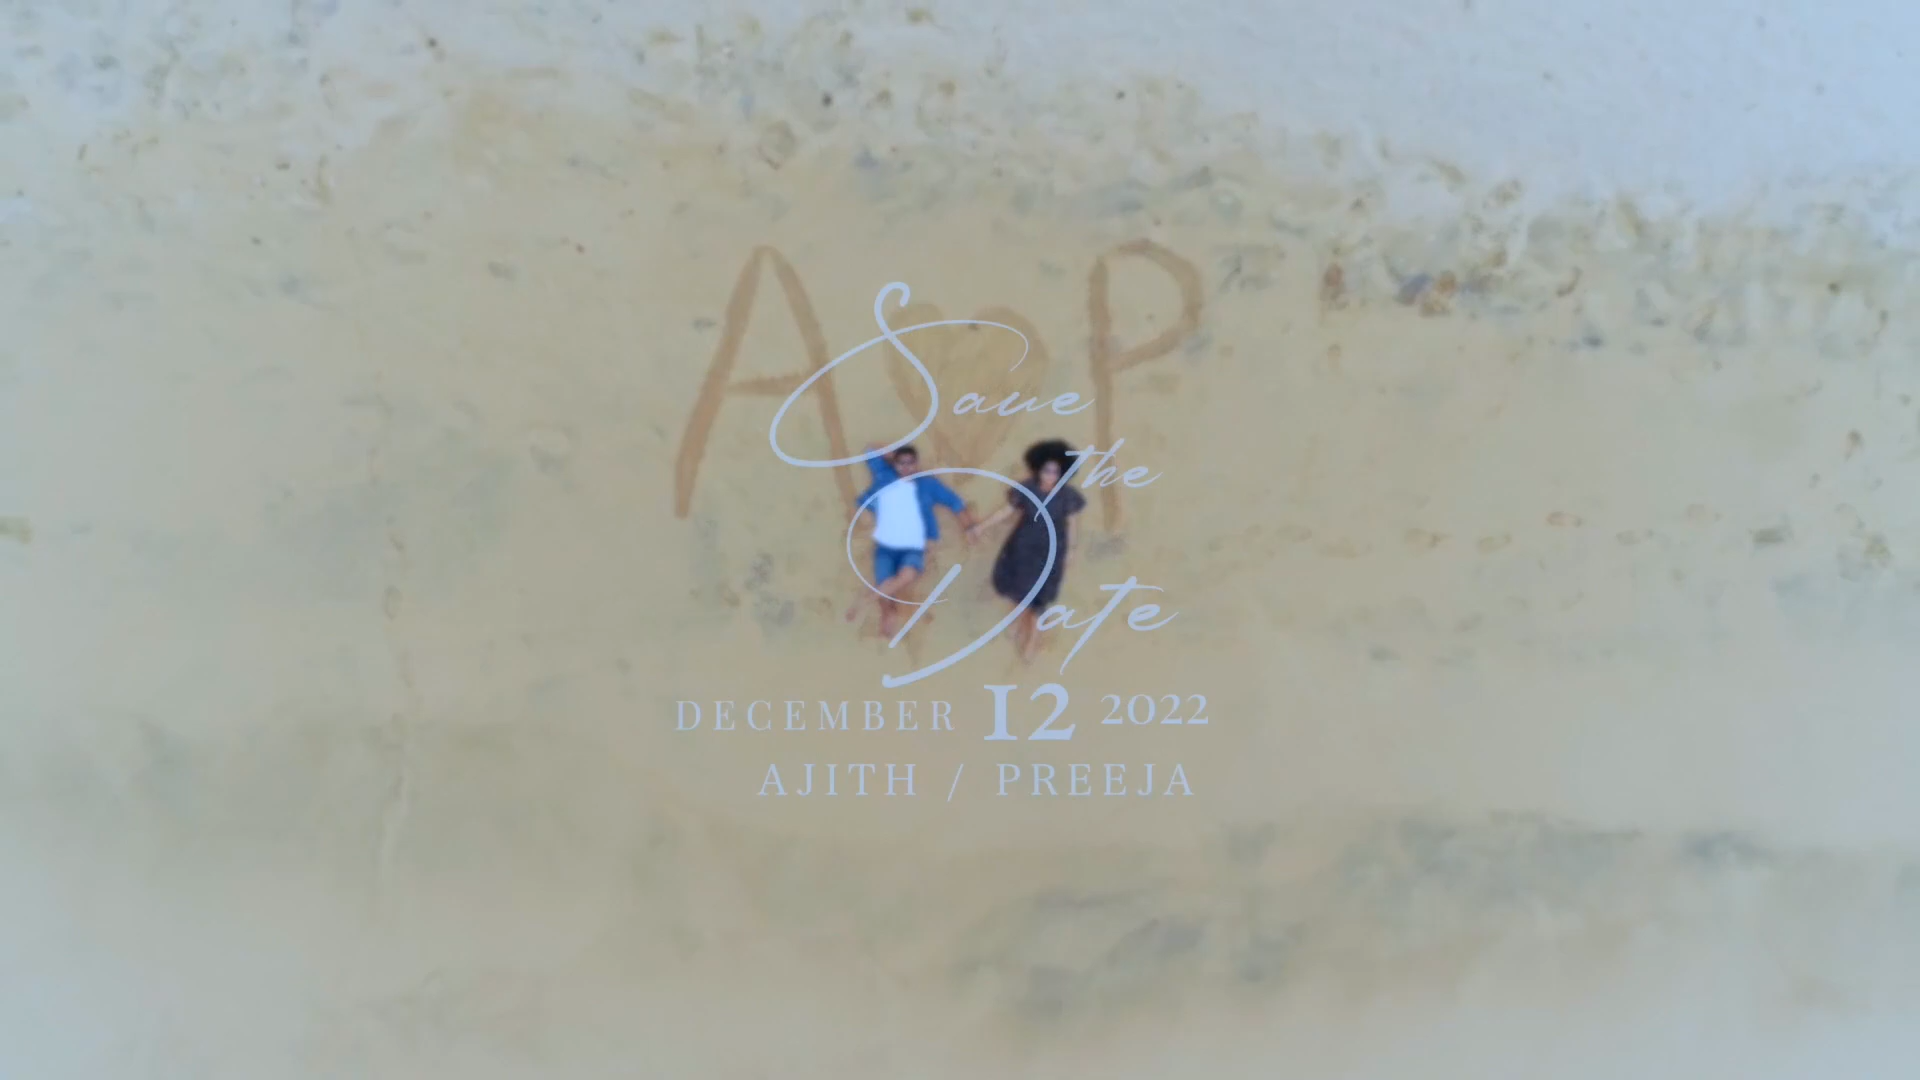 A P
Save
the
Date
DECEMBER 12 2022
AJITH / PREEJA